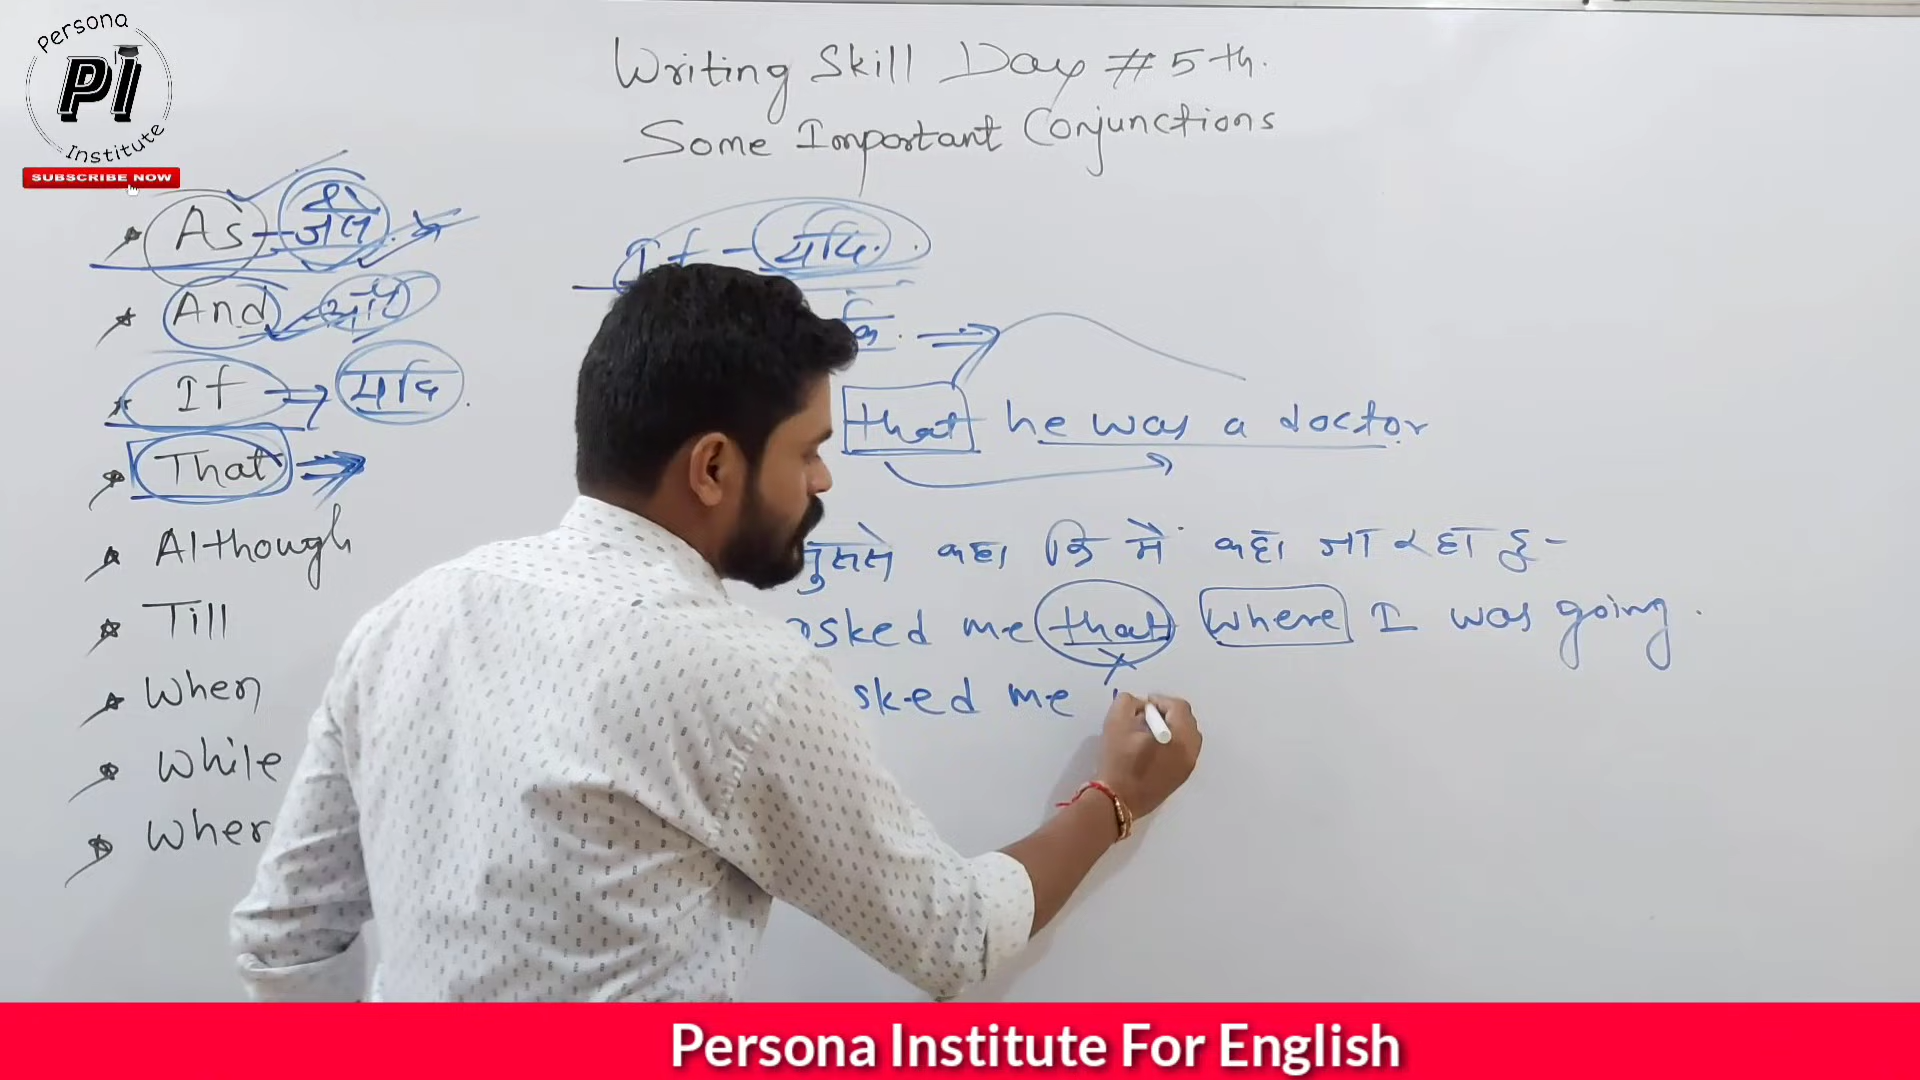 Persona
PI
Institute
SUBSCRIBE NOW
Writing Skill Day # 5th.
Some Important Conjunctions
As -
And - और
If → यदि
That
Although
Till
When
While
Wher
If - यदि.
कि.
that he was a doctor
मुझसे कहा कि मैं कहाँ जा रहा हूँ-
asked me that where I was going.
sked me
Persona Institute For English